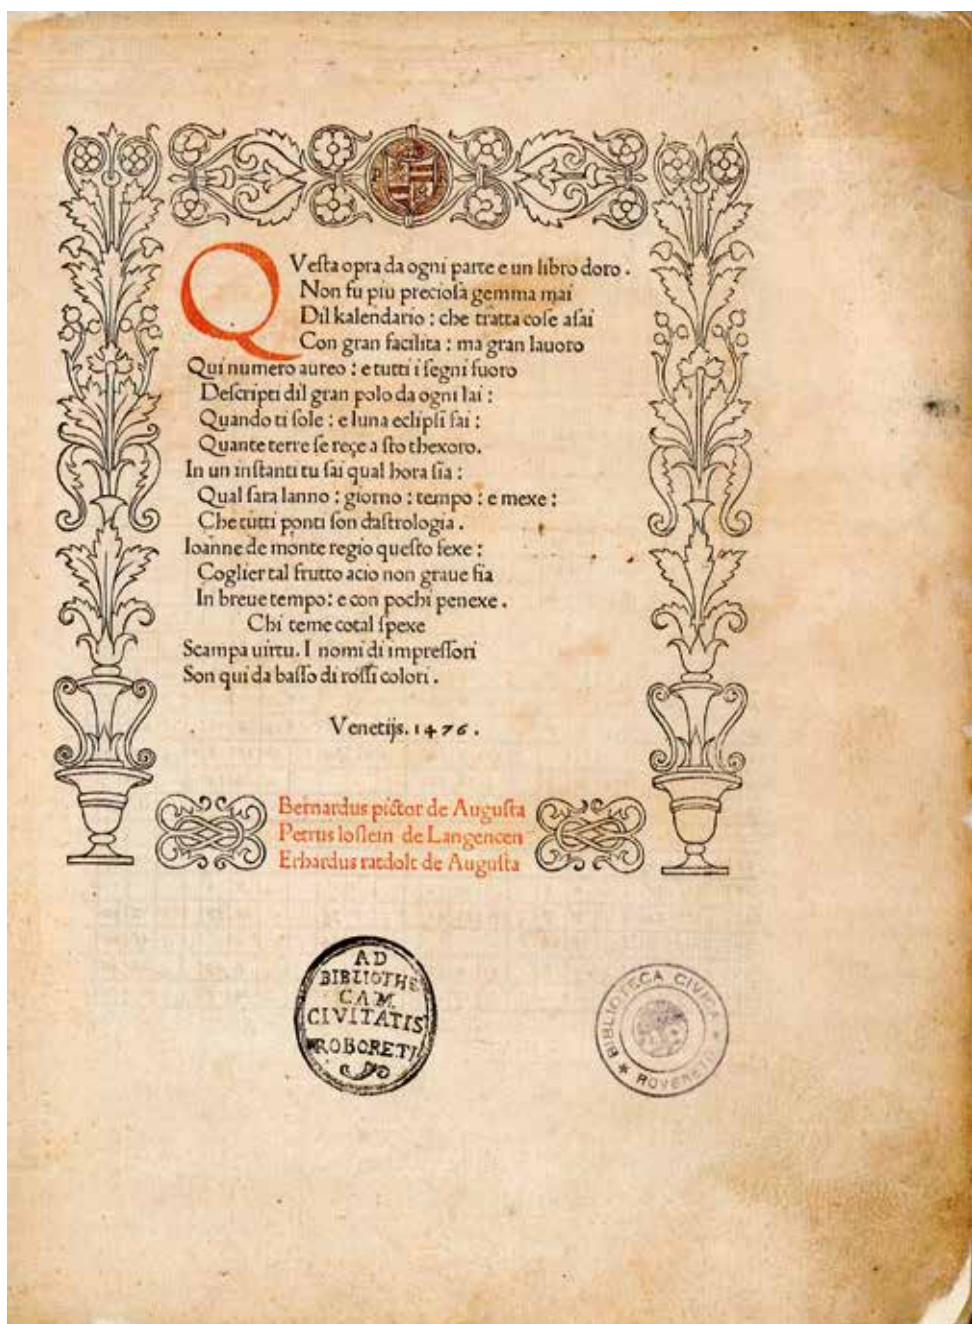 QVesta opra da ogni parte e un libro doro.
Non fu piu preciosa gemma mai
Dil kalendario: che tratta cose asai
Con gran facilita: ma gran lauoro
Qui numero aureo: e tutti i segni fuoro
Descripti dil gran polo da ogni lai:
Quando ti sole: e luna eclipsi fai:
Quante terre se reçe a sto thexoro.
In un instanti tu sai qual hora sia:
Qual sara lanno: giorno: tempo: e mexe:
Che tutti ponti son dastrologia.
Ioanne de monte regio questo fexe:
Coglier tal frutto acio non graue sia
In breue tempo: e con pochi penexe.
Chi teme cotal spexe
Scampa uirtu. I nomi di impressori
Son qui da basso di rossi colori.
Venetijs. 1476.
Bernardus pictor de Augusta
Petrus loslein de Langencen
Erhardus ratdolt de Augusta
AD
BIBLIOTHE
CAM
CIVITATIS
ROBORETI
BIBLIOTECA CIVICA
* ROVERETO *